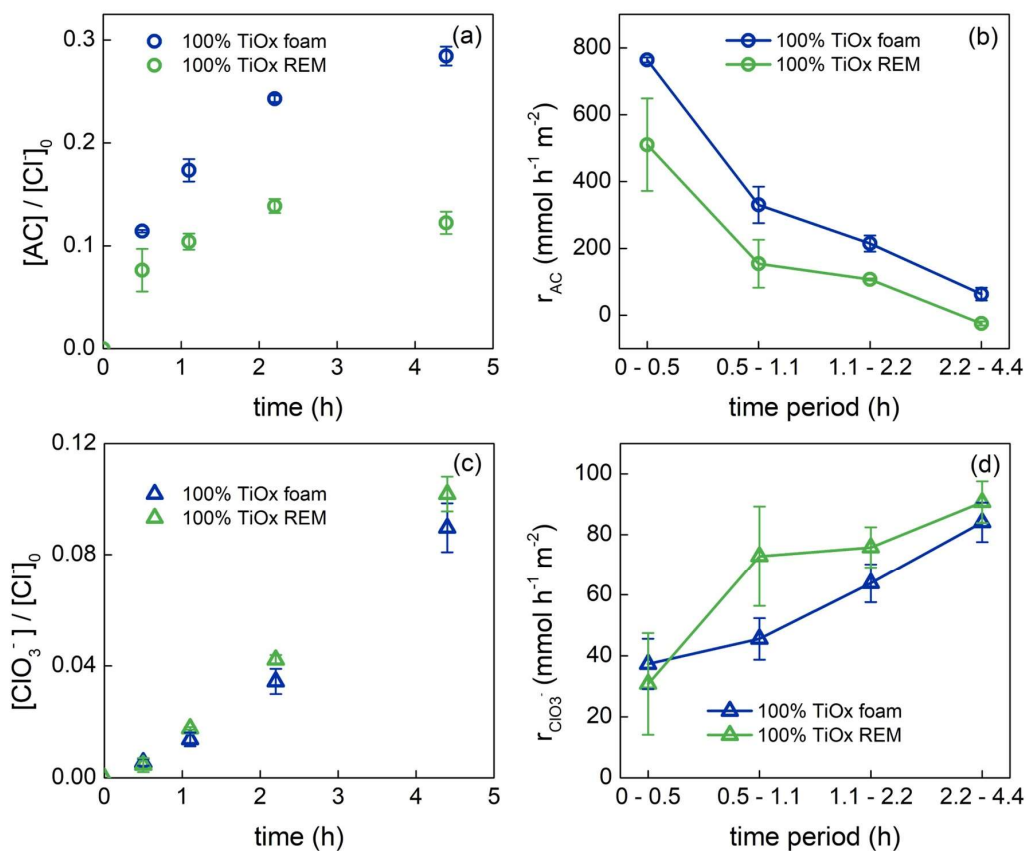 (a)
100% TiOx foam
100% TiOx REM
[AC] / [Cl⁻]₀
0.3
0.2
0.1
0.0
0 1 2 3 4 5
time (h)
(b)
100% TiOx foam
100% TiOx REM
r_AC (mmol h⁻¹ m⁻²)
800
600
400
200
0
0 - 0.5 0.5 - 1.1 1.1 - 2.2 2.2 - 4.4
time period (h)
(c)
100% TiOx foam
100% TiOx REM
[ClO₃⁻] / [Cl⁻]₀
0.12
0.08
0.04
0.00
0 1 2 3 4 5
time (h)
(d)
r_ClO3⁻ (mmol h⁻¹ m⁻²)
100
80
60
40
20
0
100% TiOx foam
100% TiOx REM
0 - 0.5 0.5 - 1.1 1.1 - 2.2 2.2 - 4.4
time period (h)